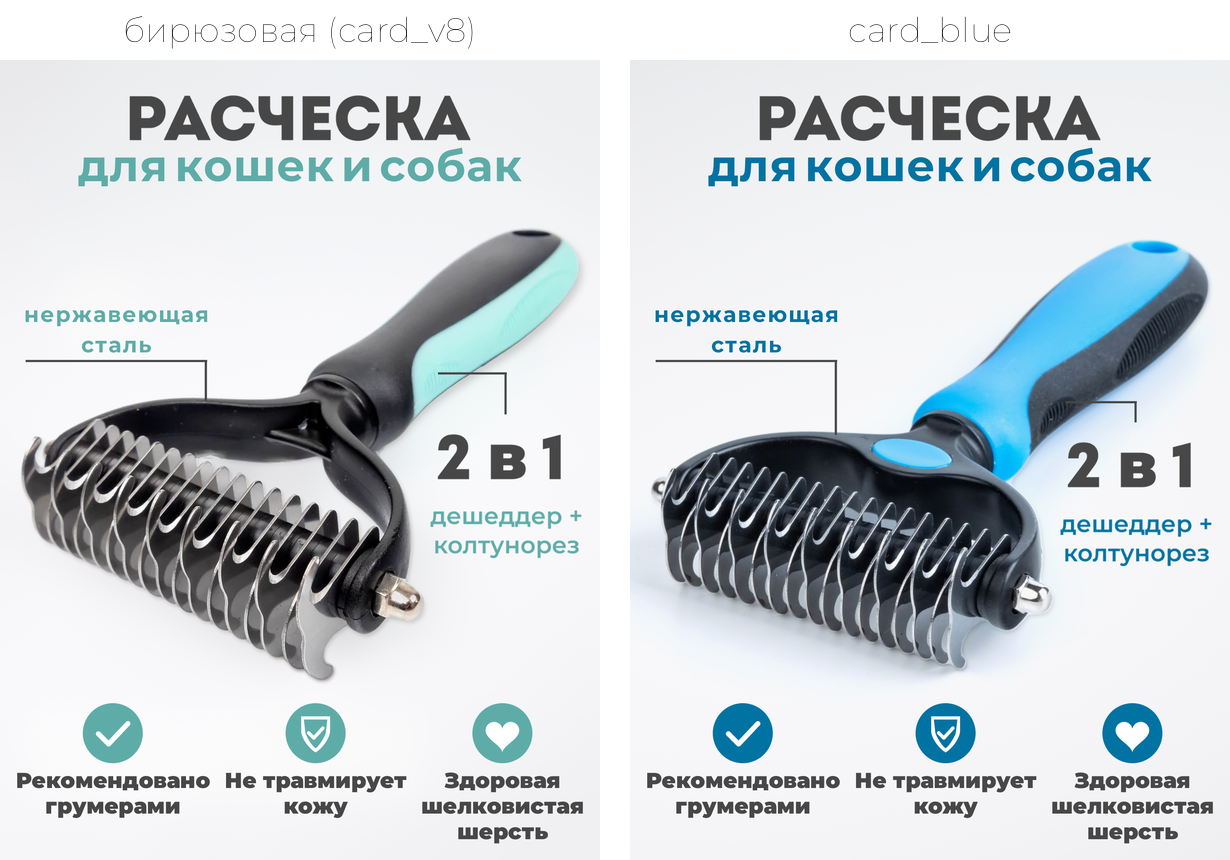 бирюзовая (card_v8)
РАСЧЕСКА
для кошек и собак
нержавеющая
сталь
2 в 1
дешеддер +
колтунорез
Рекомендовано
грумерами
Не травмирует
кожу
Здоровая
шелковистая
шерсть
card_blue
РАСЧЕСКА
для кошек и собак
нержавеющая
сталь
2 в 1
дешеддер +
колтунорез
Рекомендовано
грумерами
Не травмирует
кожу
Здоровая
шелковистая
шерсть